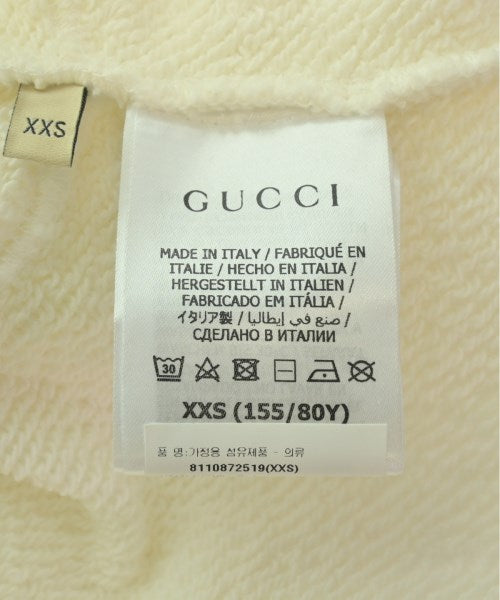 XXS
GUCCI
MADE IN ITALY / FABRIQUÉ EN
ITALIE / HECHO EN ITALIA /
HERGESTELLT IN ITALIEN /
FABRICADO EM ITÁLIA /
イタリア製 / صنع في إيطاليا /
СДЕЛАНО В ИТАЛИИ
30
XXS (155/80Y)
품 명:가정용 섬유제품 - 의류
8110872519(XXS)